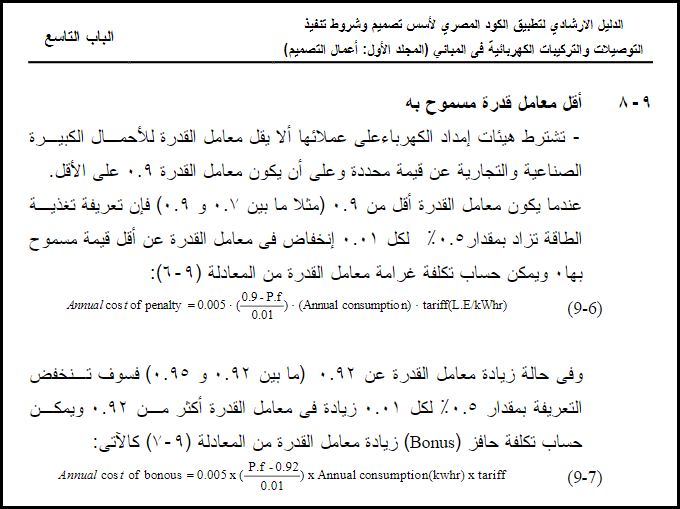 الدليل الارشادي لتطبيق الكود المصري لأسس تصميم وشروط تنفيذ
التوصيلات والتركيبات الكهربائية فى المباني (المجلد الأول: أعمال التصميم)
الباب التاسع
٩ - ٨ أقل معامل قدرة مسموح به
- تشترط هيئات إمداد الكهرباءعلى عملائها ألا يقل معامل القدرة للأحمال الكبيرة
الصناعية والتجارية عن قيمة محددة وعلى أن يكون معامل القدرة ٠.٩ على الأقل.
عندما يكون معامل القدرة أقل من ٠.٩ (مثلا ما بين ٠.٧ و ٠.٩) فإن تعريفة تغذية
الطاقة تزاد بمقدار ٠.٥٪ لكل ٠.٠١ إنخفاض فى معامل القدرة عن أقل قيمة مسموح
بها٠ ويمكن حساب تكلفة غرامة معامل القدرة من المعادلة (٩-٦):
Annual cost of penalty = 0.005 · (0.9 - P.f / 0.01) · (Annual consumption) · tariff(L.E/kWhr) (9-6)
وفى حالة زيادة معامل القدرة عن ٠.٩٢ (ما بين ٠.٩٢ و ٠.٩٥) فسوف تنخفض
التعريفة بمقدار ٠.٥٪ لكل ٠.٠١ زيادة فى معامل القدرة أكثر من ٠.٩٢ ويمكن
حساب تكلفة حافز (Bonus) زيادة معامل القدرة من المعادلة (٩-٧) كالآتى:
Annual cost of bonous = 0.005 x (P.f - 0.92 / 0.01) x Annual consumption(kwhr) x tariff (9-7)